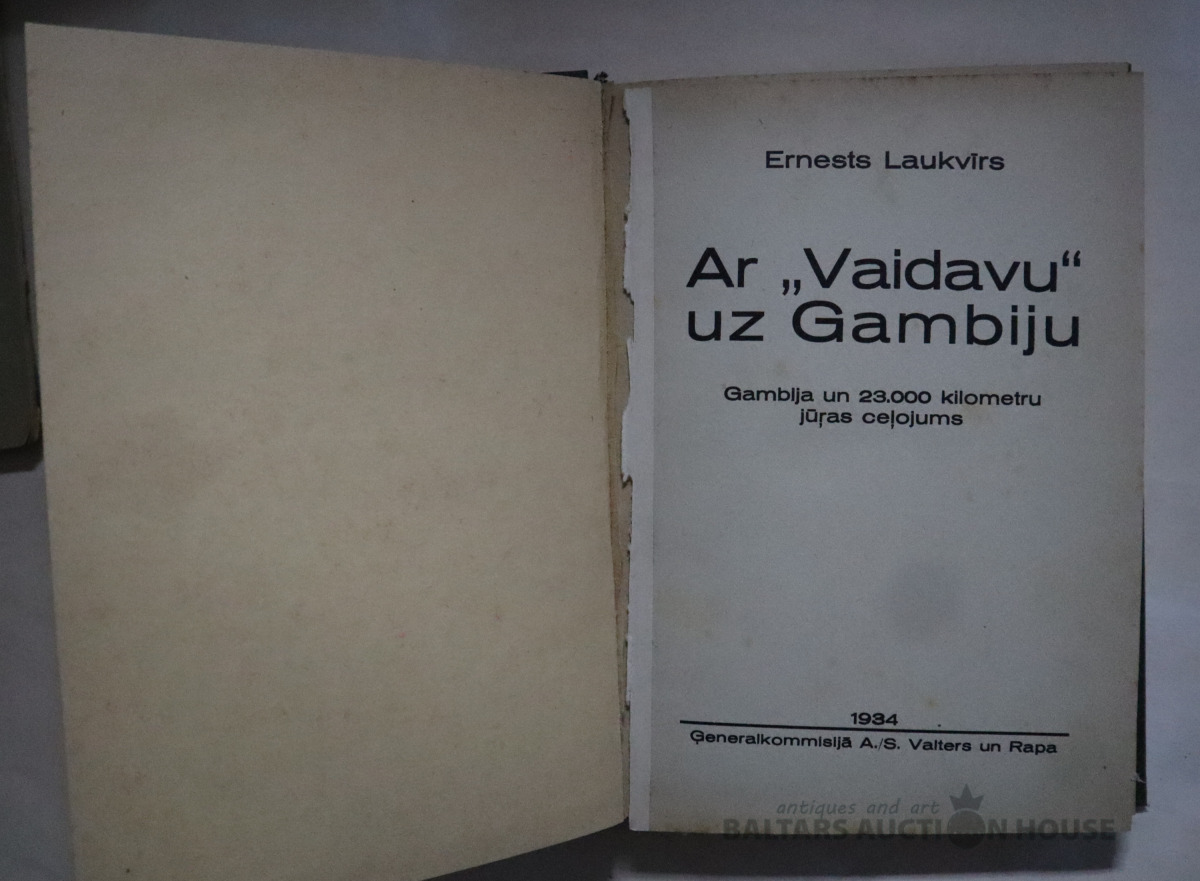 Ernests Laukvīrs
Ar „Vaidavu“
uz Gambiju
Gambija un 23.000 kilometru
jūŗas ceļojums
1934
Ģeneralkommisijā A./S. Valters un Rapa
antiques and art
BALTARS AUCTION HOUSE